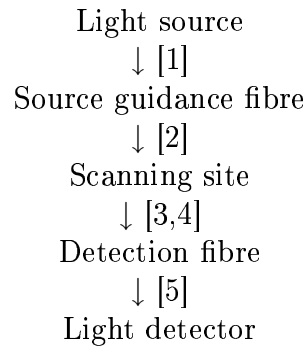 Light source
↓ [1]
Source guidance fibre
↓ [2]
Scanning site
↓ [3,4]
Detection fibre
↓ [5]
Light detector